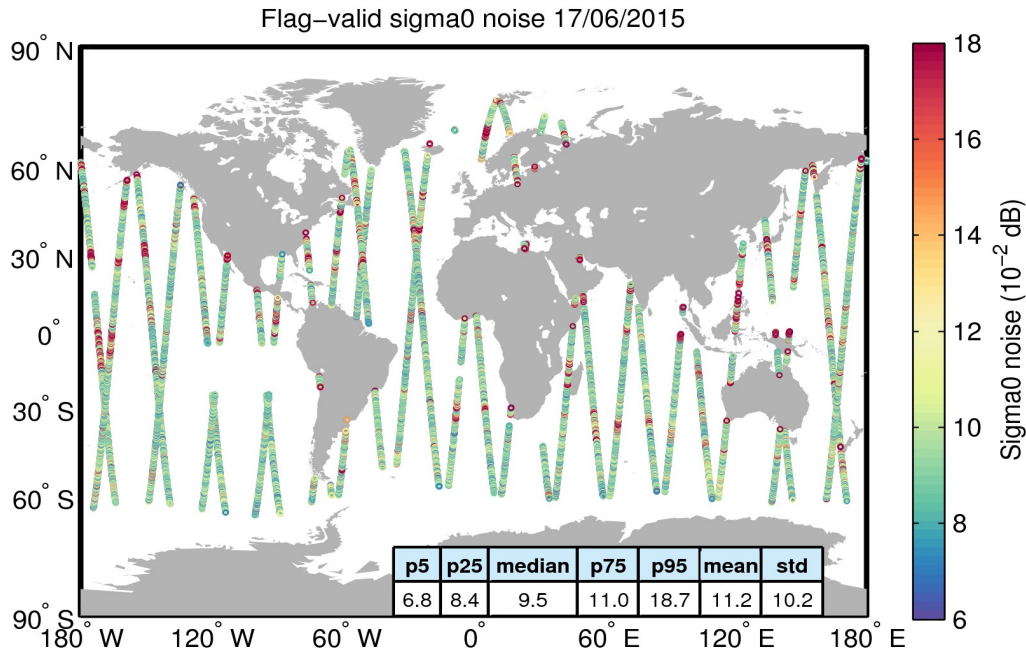 Flag−valid sigma0 noise 17/06/2015
90° N
60° N
30° N
0°
30° S
60° S
90° S
180° W
120° W
60° W
0°
60° E
120° E
180° E
p5 p25 median p75 p95 mean std
6.8 8.4 9.5 11.0 18.7 11.2 10.2
18
16
14
12
10
8
6
Sigma0 noise (10⁻² dB)